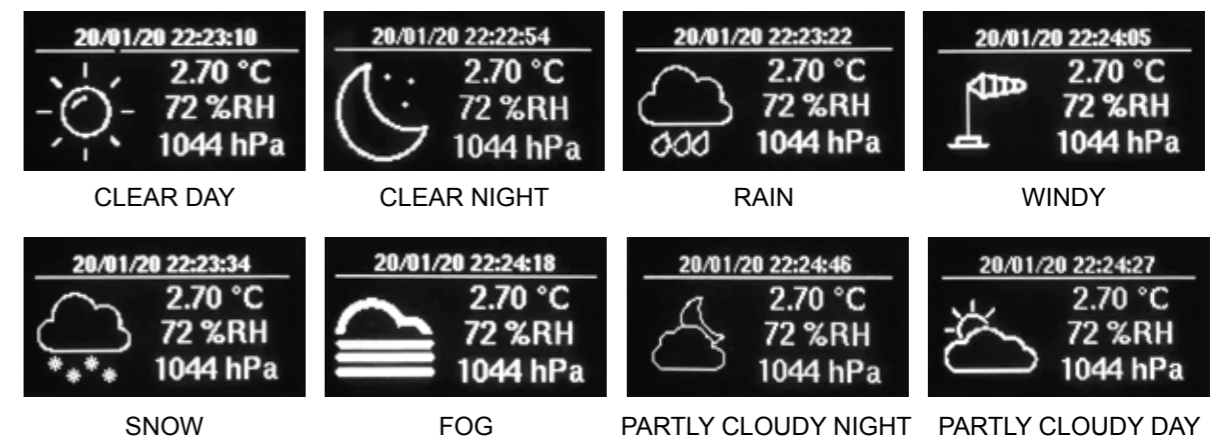 20/01/20 22:23:10
2.70 °C
72 %RH
1044 hPa
CLEAR DAY
20/01/20 22:22:54
2.70 °C
72 %RH
1044 hPa
CLEAR NIGHT
20/01/20 22:23:22
2.70 °C
72 %RH
1044 hPa
RAIN
20/01/20 22:24:05
2.70 °C
72 %RH
1044 hPa
WINDY
20/01/20 22:23:34
2.70 °C
72 %RH
1044 hPa
SNOW
20/01/20 22:24:18
2.70 °C
72 %RH
1044 hPa
FOG
20/01/20 22:24:46
2.70 °C
72 %RH
1044 hPa
PARTLY CLOUDY NIGHT
20/01/20 22:24:27
2.70 °C
72 %RH
1044 hPa
PARTLY CLOUDY DAY